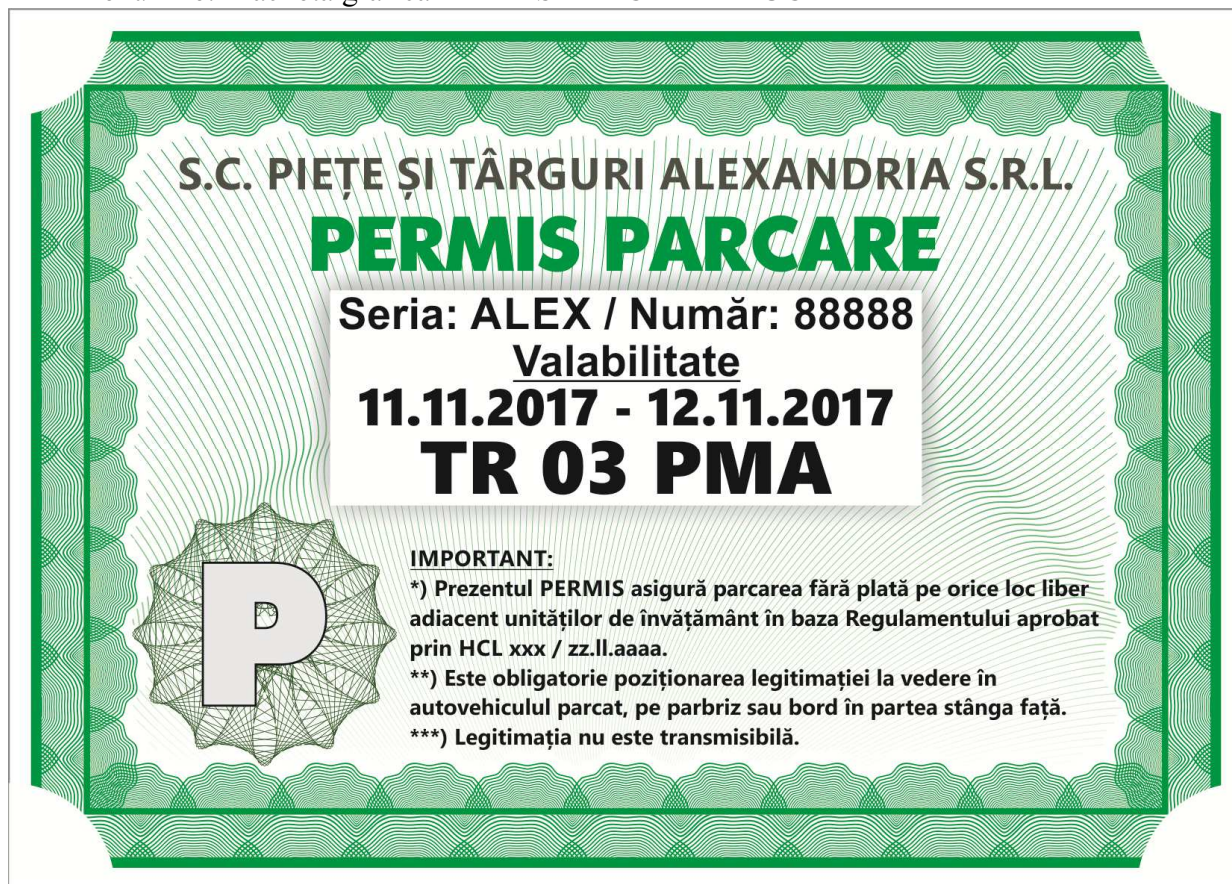 S.C. PIEȚE ȘI TÂRGURI ALEXANDRIA S.R.L.
PERMIS PARCARE
Seria: ALEX / Număr: 88888
Valabilitate
11.11.2017 - 12.11.2017
TR 03 PMA
P
IMPORTANT:
*) Prezentul PERMIS asigură parcarea fără plată pe orice loc liber
adiacent unităților de învățământ în baza Regulamentului aprobat
prin HCL xxx / zz.ll.aaaa.
**) Este obligatorie poziționarea legitimației la vedere în
autovehiculul parcat, pe parbriz sau bord în partea stânga față.
***) Legitimația nu este transmisibilă.